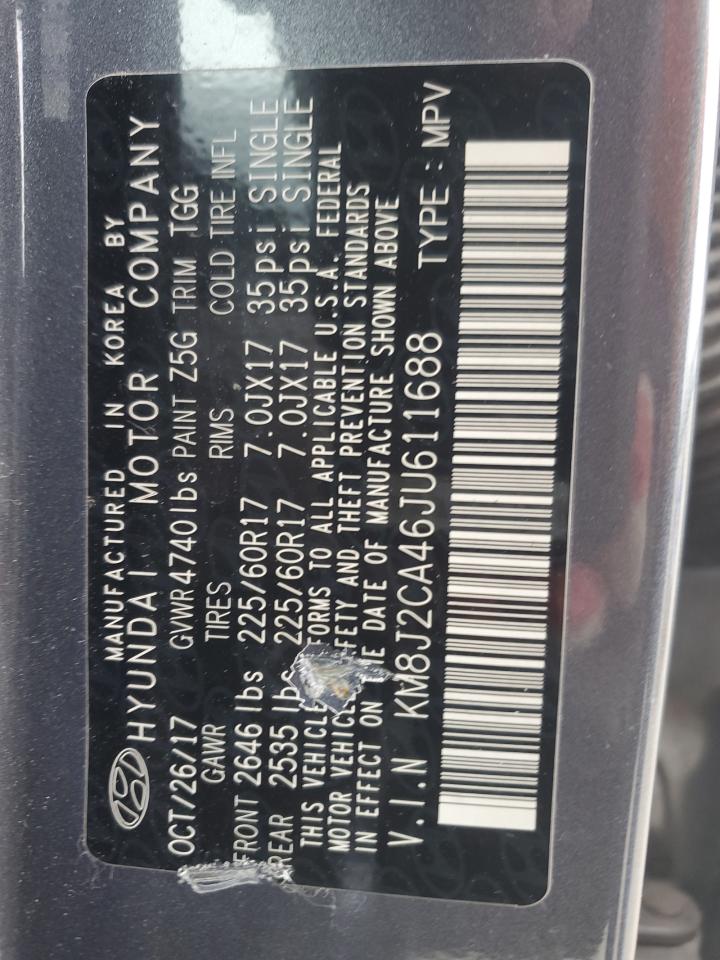 MANUFACTURED IN KOREA BY
HYUNDAI MOTOR COMPANY
OCT/26/17 GVWR4740lbs PAINT Z5G TRIM TGG
GAWR TIRES RIMS COLD TIRE INFL
FRONT 2646 lbs 225/60R17 7.0JX17 35psi SINGLE
REAR 2535 lbs 225/60R17 7.0JX17 35psi SINGLE
THIS VEHICLE FORMS TO ALL APPLICABLE U.S.A. FEDERAL
MOTOR VEHICLE FETY AND THEFT PREVENTION STANDARDS
IN EFFECT ON E DATE OF MANUFACTURE SHOWN ABOVE
V.I.N KM8J2CA46JU611688 TYPE : MPV